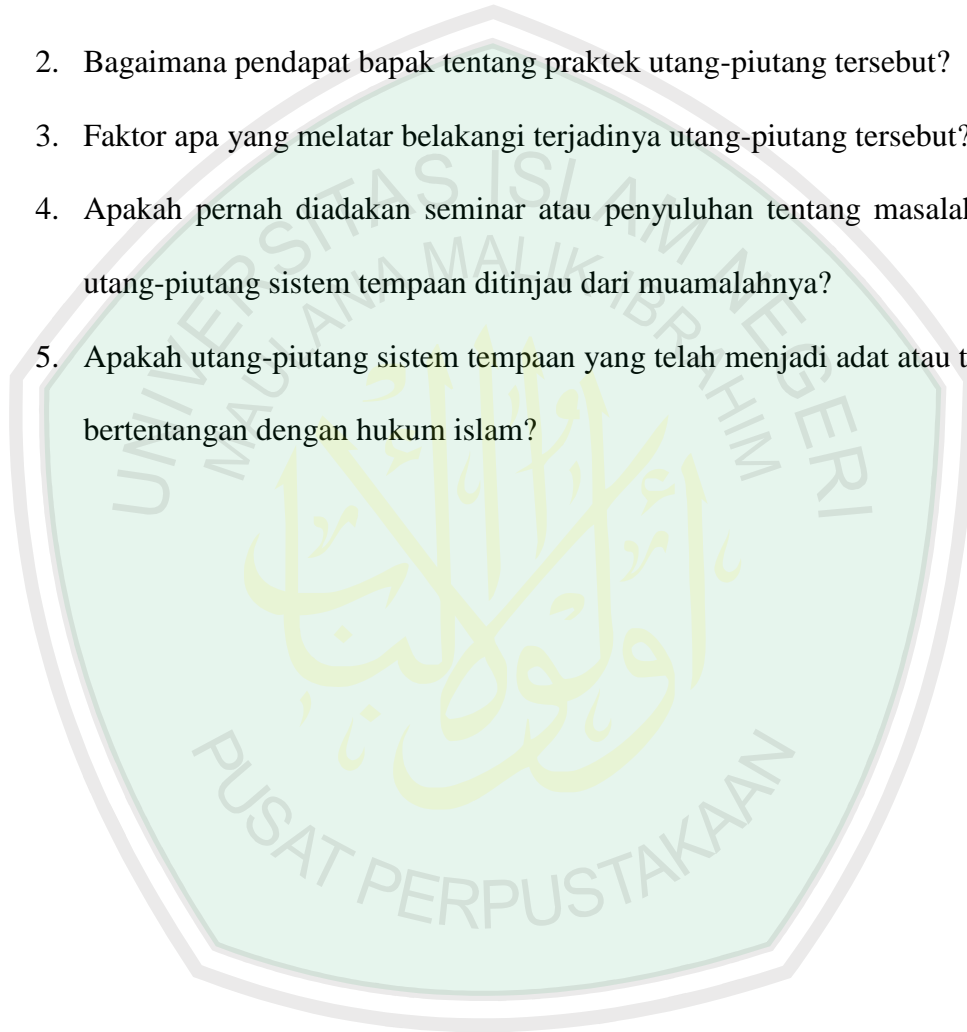 2. Bagaimana pendapat bapak tentang praktek utang-piutang tersebut?
3. Faktor apa yang melatar belakangi terjadinya utang-piutang tersebut?
4. Apakah pernah diadakan seminar atau penyuluhan tentang masalah
utang-piutang sistem tempaan ditinjau dari muamalahnya?
5. Apakah utang-piutang sistem tempaan yang telah menjadi adat atau t
bertentangan dengan hukum islam?
UNIVERSITAS ISLAM NEGERI
MAULANA MALIK IBRAHIM
PUSAT PERPUSTAKAAN